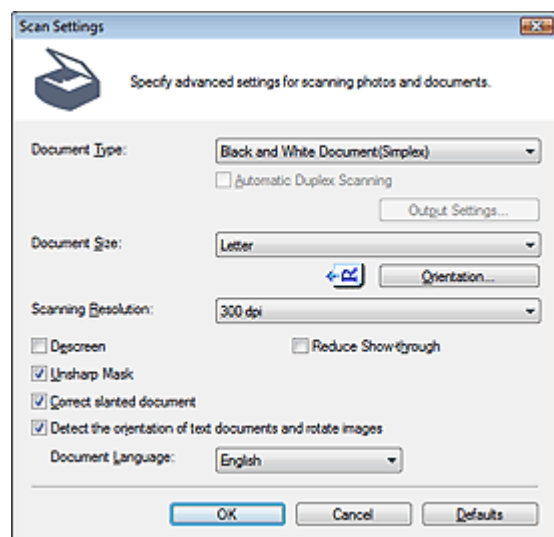 Scan Settings
Specify advanced settings for scanning photos and documents.
Document Type: Black and White Document(Simplex)
Automatic Duplex Scanning
Output Settings...
Document Size: Letter
R Orientation...
Scanning Resolution: 300 dpi
Descreen Reduce Show-through
Unsharp Mask
Correct slanted document
Detect the orientation of text documents and rotate images
Document Language: English
OK Cancel Defaults